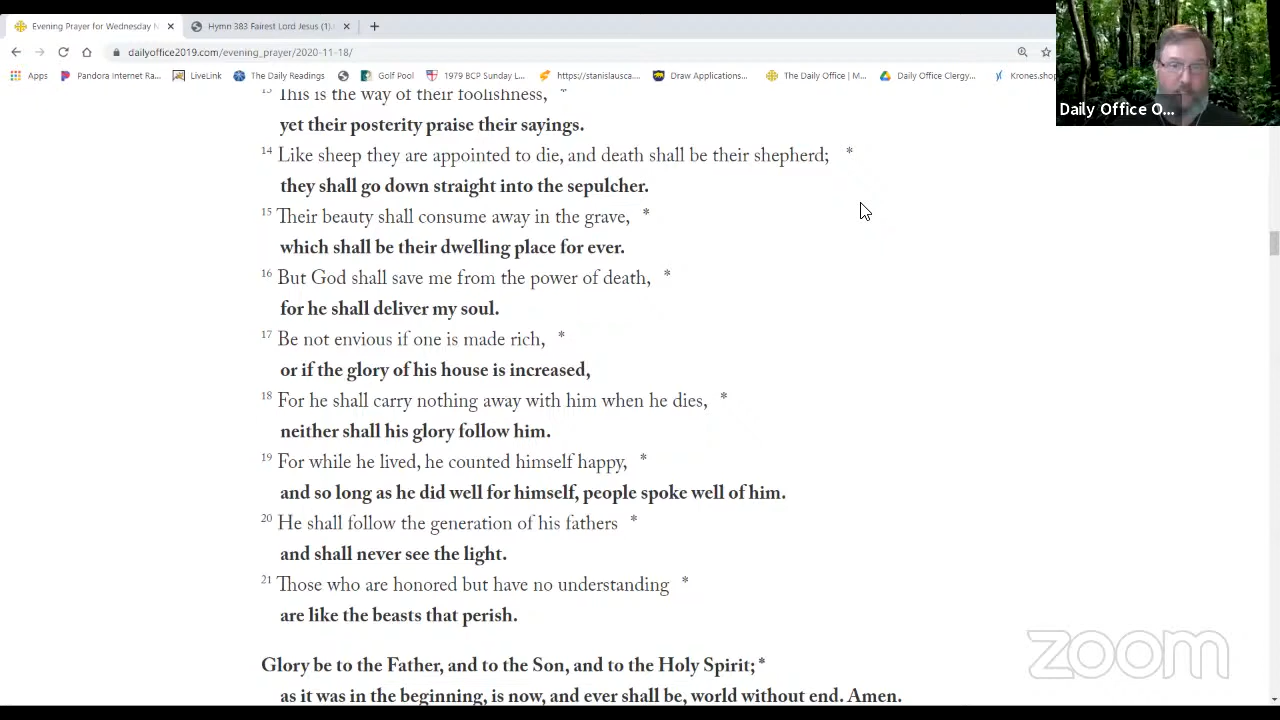 Evening Prayer for Wednesday N
Hymn 383 Fairest Lord Jesus (1).
dailyoffice2019.com/evening_prayer/2020-11-18/
Apps Pandora Internet Ra... LiveLink The Daily Readings Golf Pool 1979 BCP Sunday L... https://stanislausca... Draw Applications... The Daily Office | M... Daily Office Clergy... Krones.shop
Daily Office O...
13 This is the way of their foolishness, *
yet their posterity praise their sayings.
14 Like sheep they are appointed to die, and death shall be their shepherd; *
they shall go down straight into the sepulcher.
15 Their beauty shall consume away in the grave, *
which shall be their dwelling place for ever.
16 But God shall save me from the power of death, *
for he shall deliver my soul.
17 Be not envious if one is made rich, *
or if the glory of his house is increased,
18 For he shall carry nothing away with him when he dies, *
neither shall his glory follow him.
19 For while he lived, he counted himself happy, *
and so long as he did well for himself, people spoke well of him.
20 He shall follow the generation of his fathers *
and shall never see the light.
21 Those who are honored but have no understanding *
are like the beasts that perish.
Glory be to the Father, and to the Son, and to the Holy Spirit; *
as it was in the beginning, is now, and ever shall be, world without end. Amen.
zoom